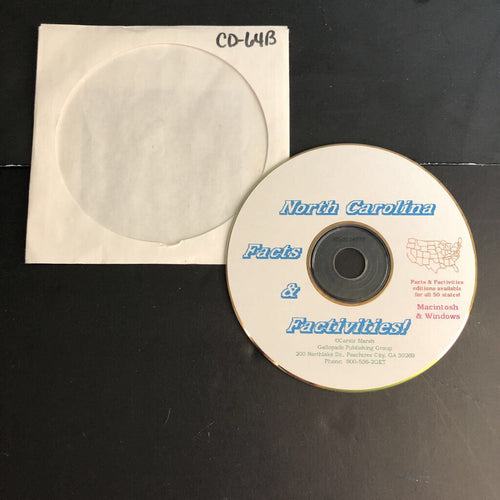 CD-64B
North Carolina
Facts
&
Factivities!
Facts & Factivities
editions available
for all 50 states!
Macintosh
& Windows
©Carole Marsh
Gallopade Publishing Group
200 Northlake Dr., Peachtree City, GA 30269
Phone: 800-536-2GET